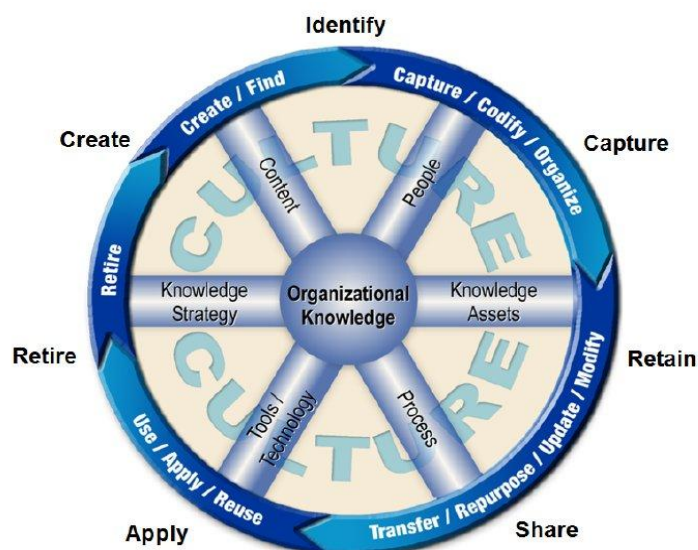 Identify
Create / Find
Capture / Codify / Organize
Create
Capture
CULTURE
Content
People
Retire
Knowledge
Strategy
Organizational
Knowledge
Knowledge
Assets
Retire
Retain
Tools /
Technology
Process
CULTURE
Use / Apply / Reuse
Transfer / Repurpose / Update / Modify
Apply
Share